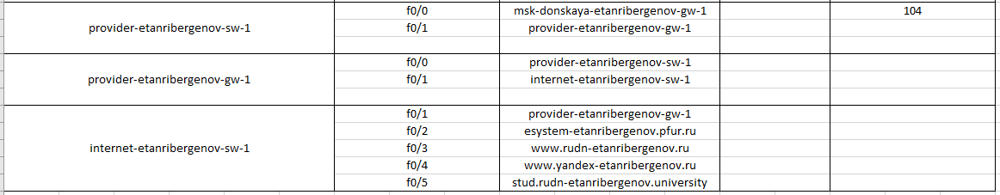 f0/0 msk-donskaya-etanribergenov-gw-1 104
provider-etanribergenov-sw-1 f0/1 provider-etanribergenov-gw-1
f0/0 provider-etanribergenov-sw-1
provider-etanribergenov-gw-1 f0/1 internet-etanribergenov-sw-1
f0/1 provider-etanribergenov-gw-1
f0/2 esystem-etanribergenov.pfur.ru
internet-etanribergenov-sw-1 f0/3 www.rudn-etanribergenov.ru
f0/4 www.yandex-etanribergenov.ru
f0/5 stud.rudn-etanribergenov.university